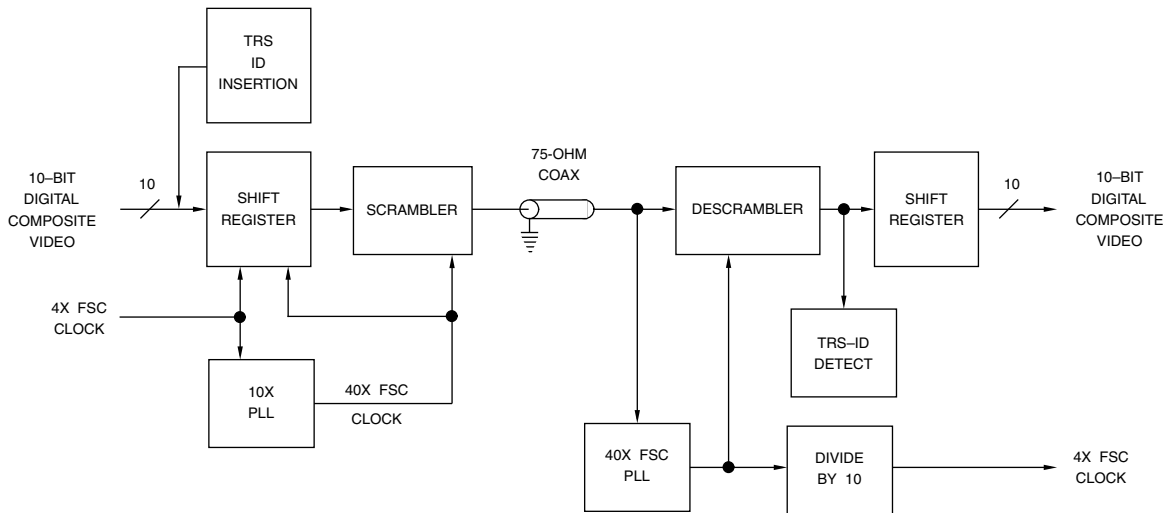 TRS
ID
INSERTION
75-OHM
COAX
10–BIT
DIGITAL
COMPOSITE
VIDEO
10
SHIFT
REGISTER
SCRAMBLER
DESCRAMBLER
SHIFT
REGISTER
10
10–BIT
DIGITAL
COMPOSITE
VIDEO
4X FSC
CLOCK
10X
PLL
40X FSC
CLOCK
TRS–ID
DETECT
40X FSC
PLL
DIVIDE
BY 10
4X FSC
CLOCK